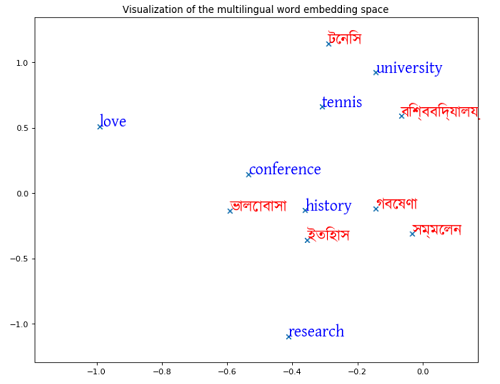 Visualization of the multilingual word embedding space
টেনিস
university
tennis
বিশ্ববিদ্যালয়
love
conference
ভালোবাসা
history
গবেষণা
ইতিহাস
সম্মেলন
research
1.0
0.5
0.0
−0.5
−1.0
−1.0
−0.8
−0.6
−0.4
−0.2
0.0